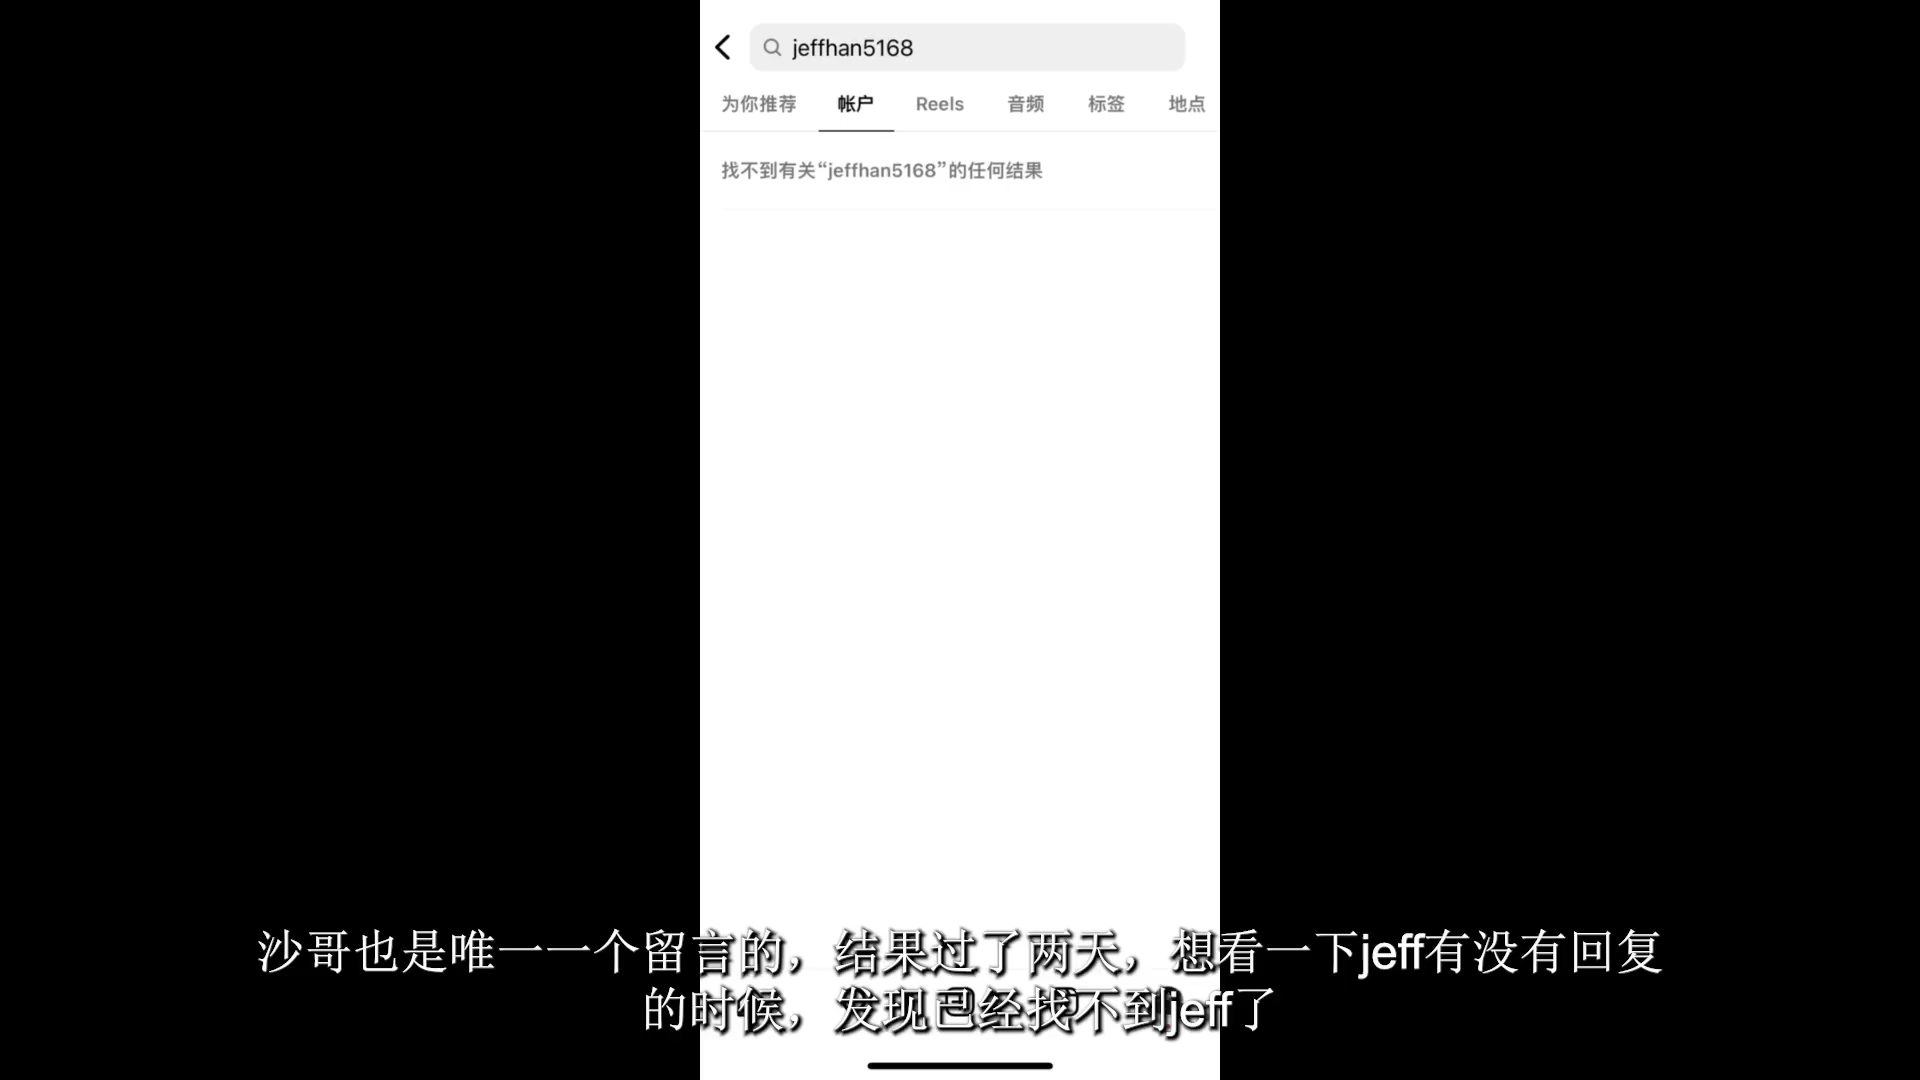 jeffhan5168
为你推荐 帐户 Reels 音频 标签 地点
找不到有关“jeffhan5168”的任何结果
沙哥也是唯一一个留言的，结果过了两天，想看一下jeff有没有回复
的时候，发现已经找不到jeff了